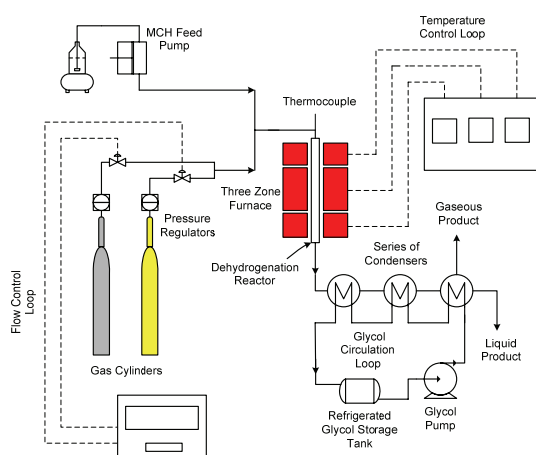 MCH Feed
Pump
Temperature
Control Loop
Thermocouple
Three Zone
Furnace
Pressure
Regulators
Gaseous
Product
Dehydrogenation
Reactor
Series of
Condensers
Flow Control
Loop
Gas Cylinders
Glycol
Circulation
Loop
Liquid
Product
Refrigerated
Glycol Storage
Tank
Glycol
Pump